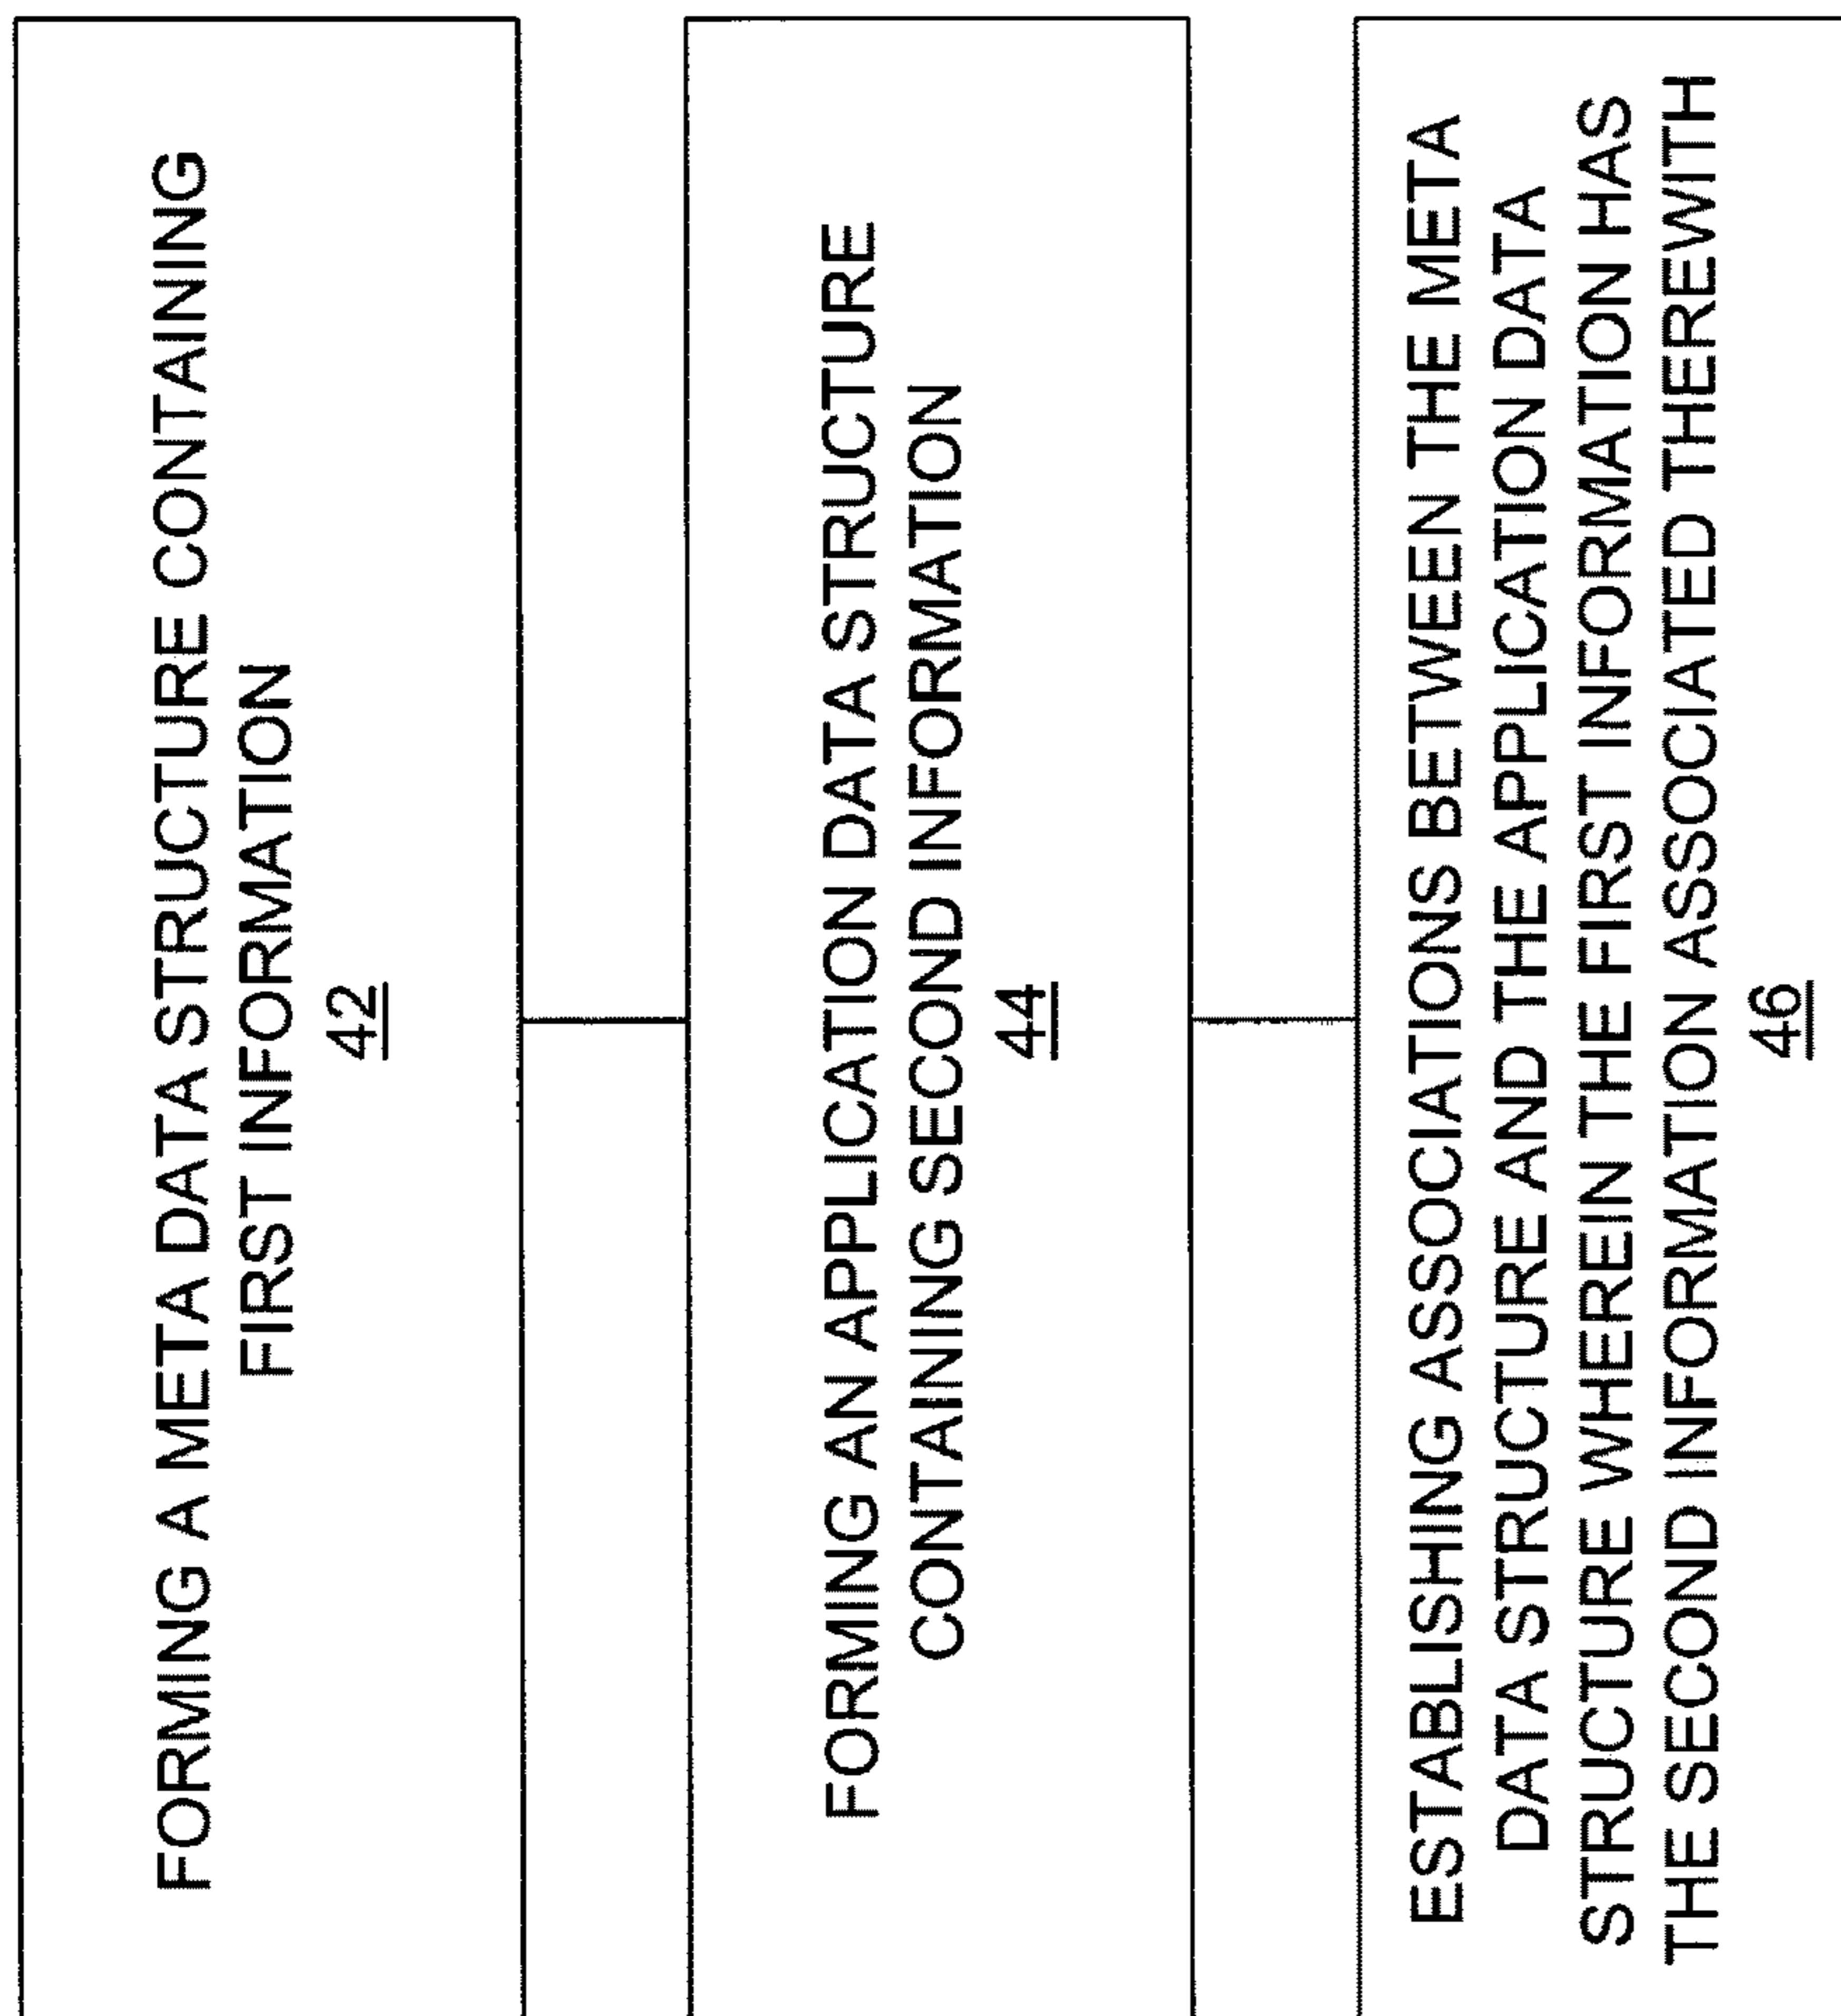 FORMING A META DATA STRUCTURE CONTAINING
FIRST INFORMATION
42
FORMING AN APPLICATION DATA STRUCTURE
CONTAINING SECOND INFORMATION
44
ESTABLISHING ASSOCIATIONS BETWEEN THE META
DATA STRUCTURE AND THE APPLICATION DATA
STRUCTURE WHEREIN THE FIRST INFORMATION HAS
THE SECOND INFORMATION ASSOCIATED THEREWITH
46